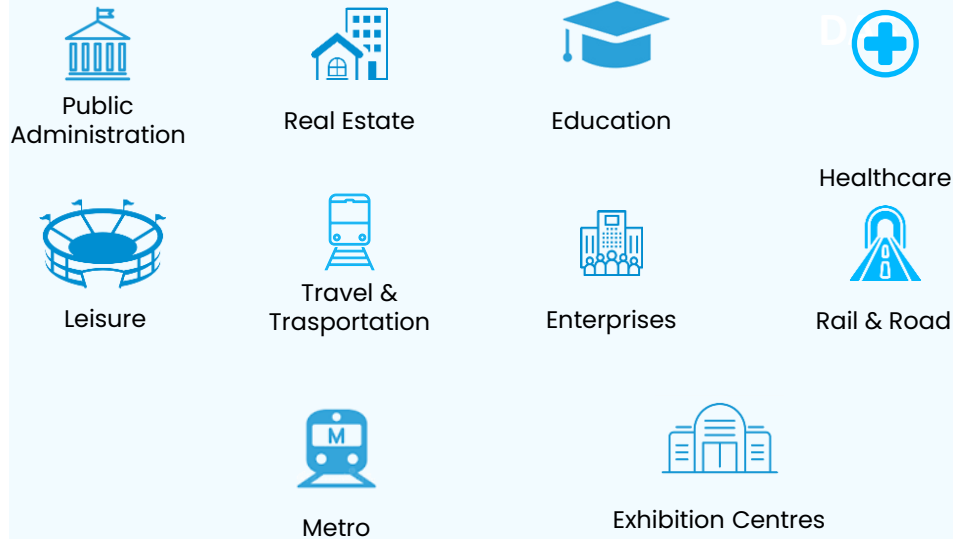 D
Public
Administration
Real Estate
Education
Healthcare
Leisure
Travel &
Trasportation
Enterprises
Rail & Road
M
Metro
Exhibition Centres